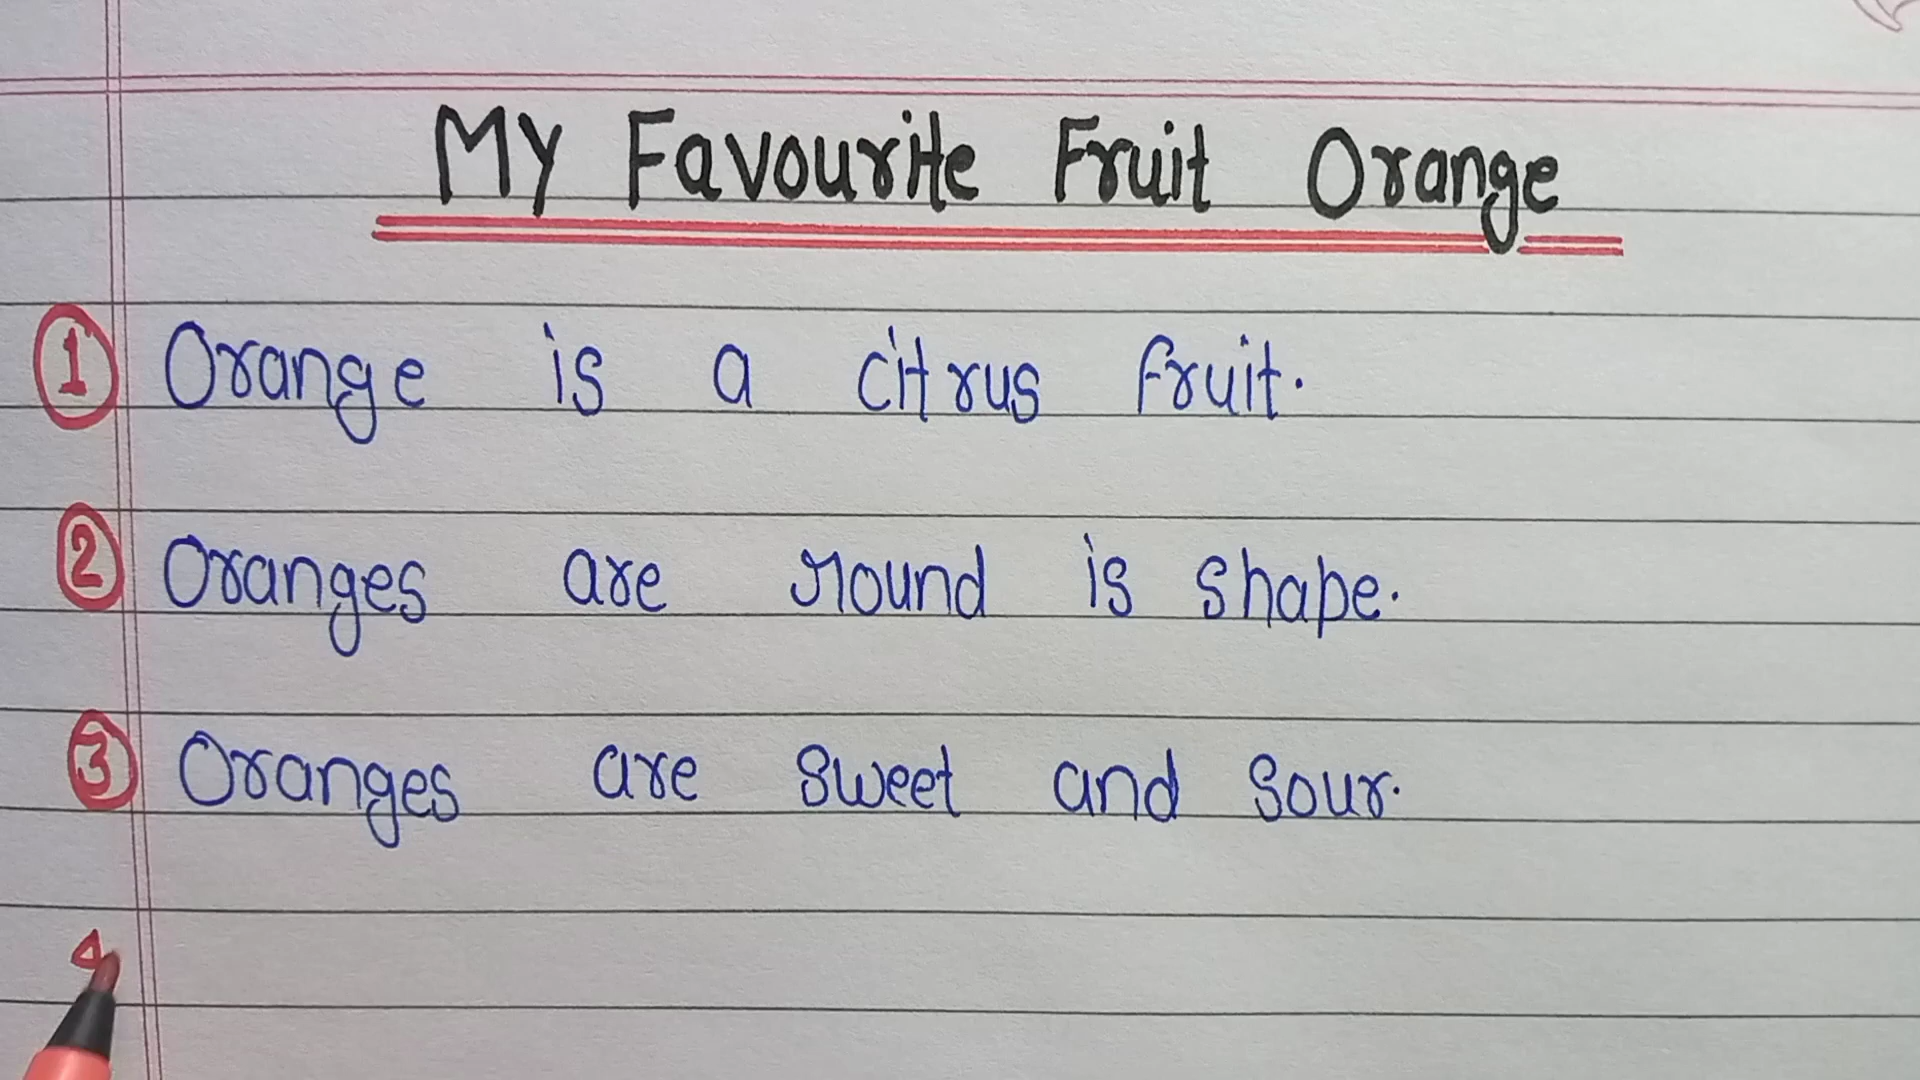 My Favourite Fruit Orange
1 Orange is a citrus fruit.
2 Oranges are round is shape.
3 Oranges are sweet and sour.
4